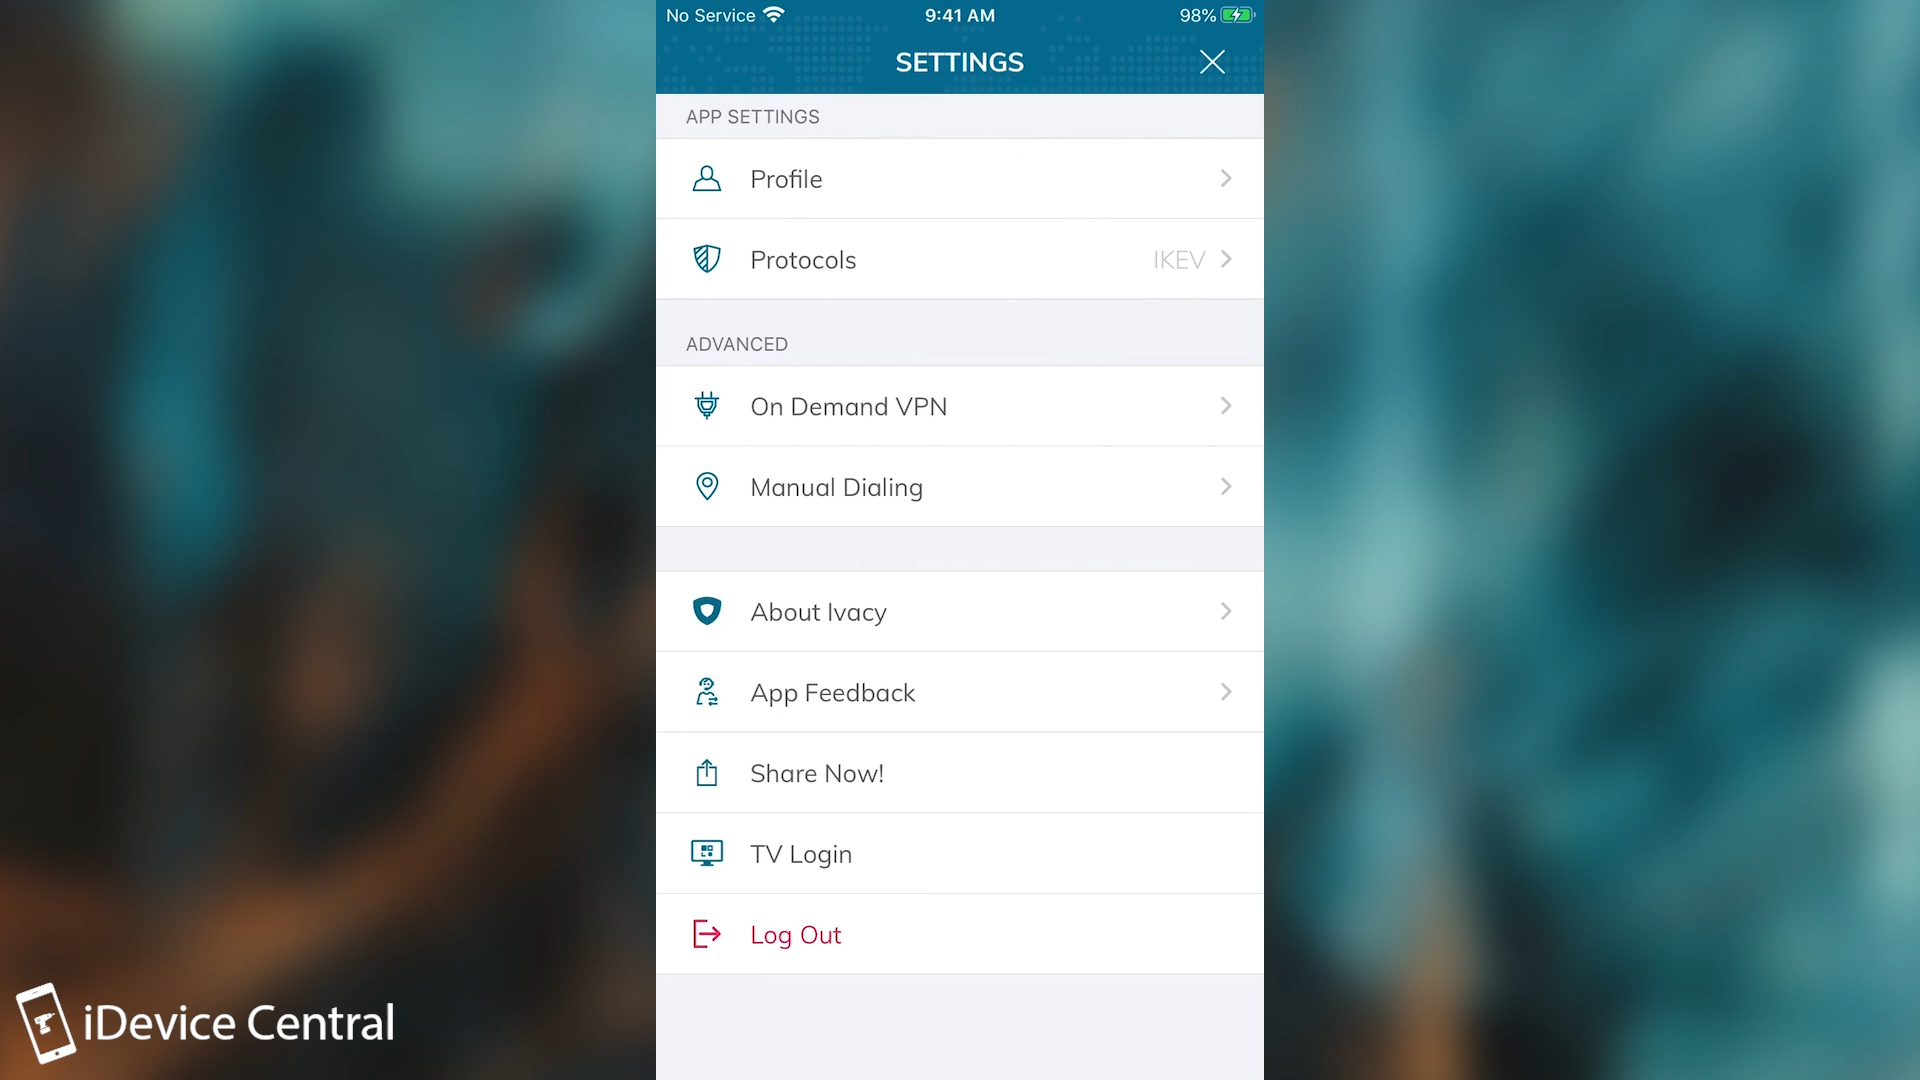 No Service 9:41 AM 98%
SETTINGS
APP SETTINGS
Profile
Protocols IKEV
ADVANCED
On Demand VPN
Manual Dialing
About Ivacy
App Feedback
Share Now!
TV Login
Log Out
iDevice Central